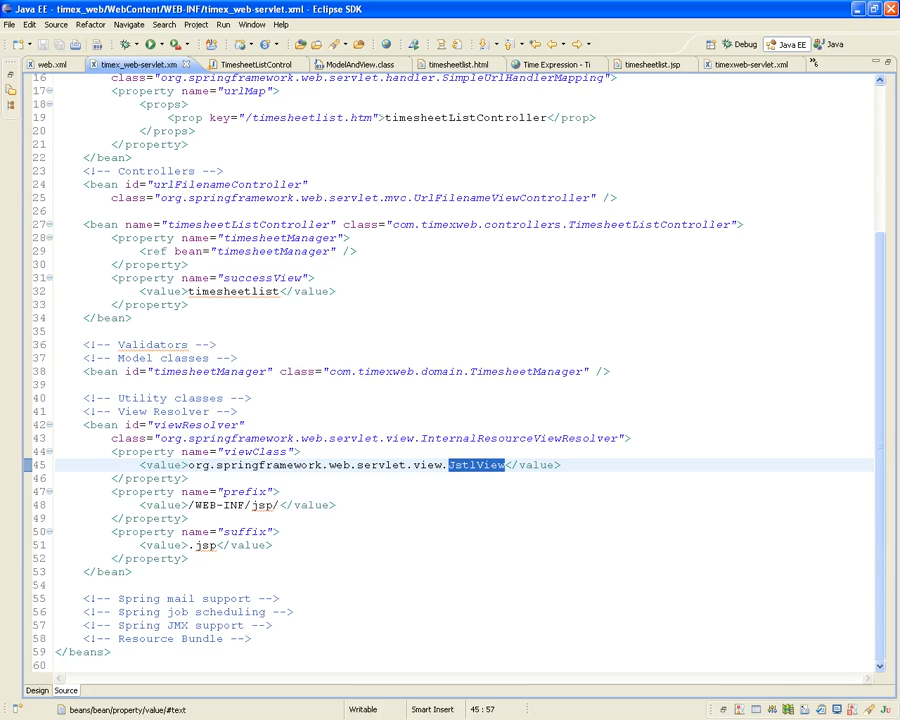 Java EE - timex_web/WebContent/WEB-INF/timex_web-servlet.xml - Eclipse SDK
File Edit Source Refactor Navigate Search Project Run Window Help
Debug Java EE Java
web.xml timex_web-servlet.xm TimesheetListControl ModelAndView.class timesheetlist.html Time Expression - Ti timesheetlist.jsp timexweb-servlet.xml
16 class="org.springframework.web.servlet.handler.SimpleUrlHandlerMapping">
17 <property name="urlMap">
18 <props>
19 <prop key="/timesheetlist.htm">timesheetListController</prop>
20 </props>
21 </property>
22 </bean>
23 <!-- Controllers -->
24 <bean id="urlFilenameController"
25 class="org.springframework.web.servlet.mvc.UrlFilenameViewController" />
26
27 <bean name="timesheetListController" class="com.timexweb.controllers.TimesheetListController">
28 <property name="timesheetManager">
29 <ref bean="timesheetManager" />
30 </property>
31 <property name="successView">
32 <value>timesheetlist</value>
33 </property>
34 </bean>
35
36 <!-- Validators -->
37 <!-- Model classes -->
38 <bean id="timesheetManager" class="com.timexweb.domain.TimesheetManager" />
39
40 <!-- Utility classes -->
41 <!-- View Resolver -->
42 <bean id="viewResolver"
43 class="org.springframework.web.servlet.view.InternalResourceViewResolver">
44 <property name="viewClass">
45 <value>org.springframework.web.servlet.view.JstlView</value>
46 </property>
47 <property name="prefix">
48 <value>/WEB-INF/jsp/</value>
49 </property>
50 <property name="suffix">
51 <value>.jsp</value>
52 </property>
53 </bean>
54
55 <!-- Spring mail support -->
56 <!-- Spring job scheduling -->
57 <!-- Spring JMX support -->
58 <!-- Resource Bundle -->
59 </beans>
60
Design Source
beans/bean/property/value/#text Writable Smart Insert 45 : 57